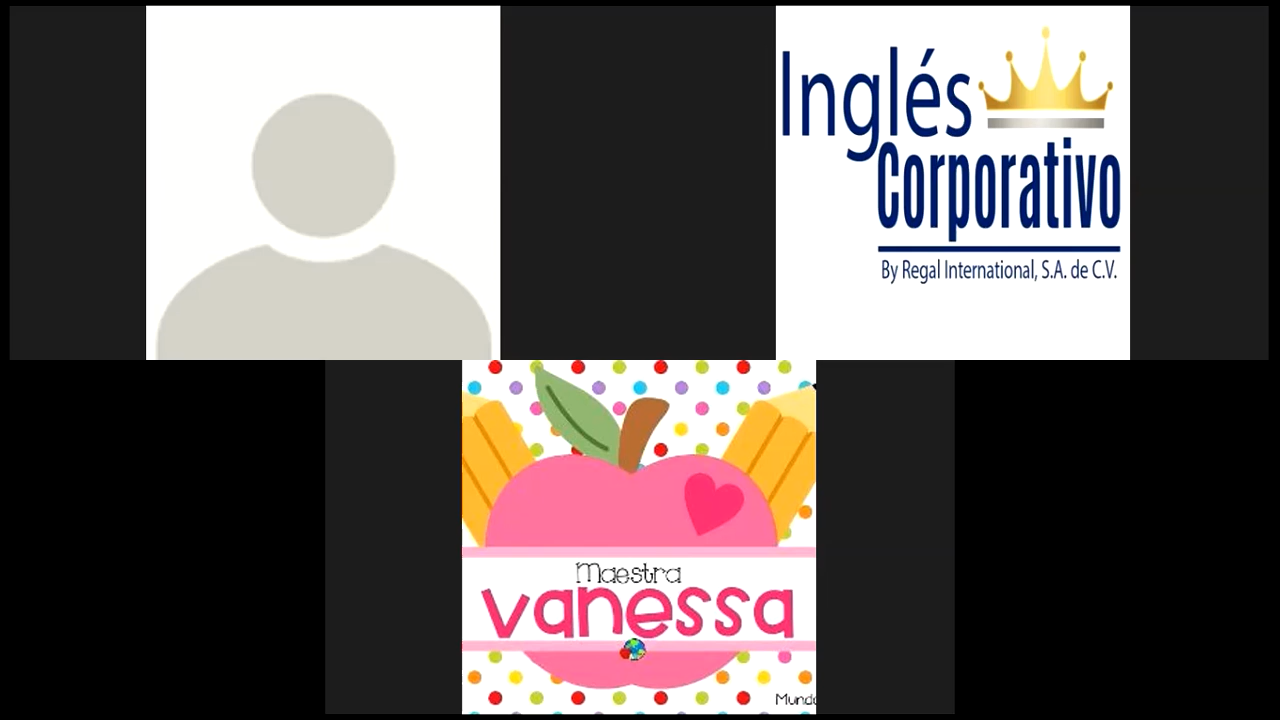 Inglés
Corporativo
By Regal International, S.A. de C.V.
Maestra
vanessa